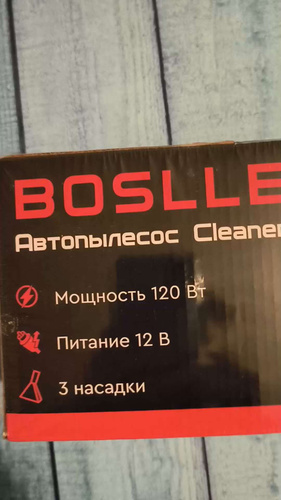 BOSLLE
Автопылесос Cleaner
Мощность 120 Вт
Питание 12 В
3 насадки